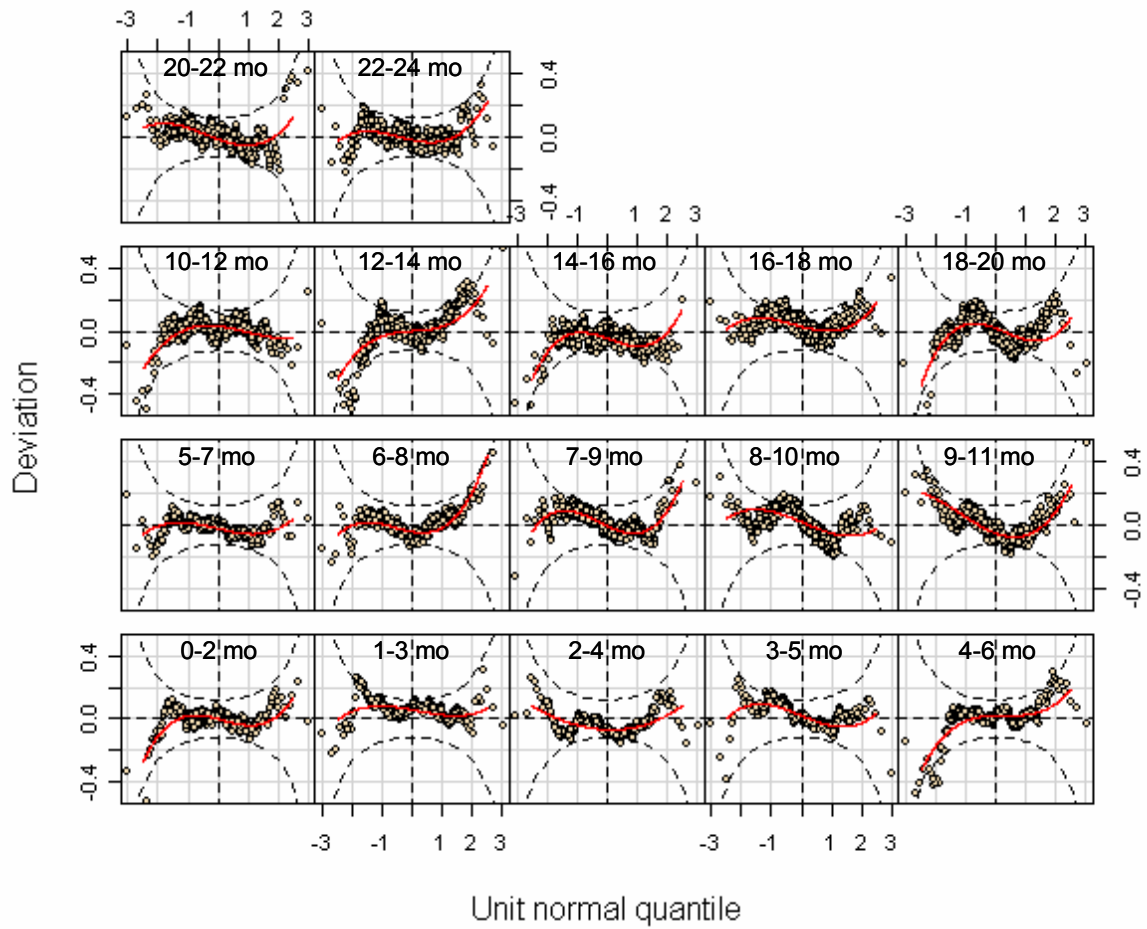 -3 -1 1 2 3
20-22 mo 22-24 mo
0.4
0.0
-0.4
-3 -1 1 2 3 -3 -1 1 2 3
10-12 mo 12-14 mo 14-16 mo 16-18 mo 18-20 mo
0.4
0.0
-0.4
Deviation
5-7 mo 6-8 mo 7-9 mo 8-10 mo 9-11 mo
0.4
0.0
-0.4
0-2 mo 1-3 mo 2-4 mo 3-5 mo 4-6 mo
0.4
0.0
-0.4
-3 -1 1 2 3 -3 -1 1 2 3
Unit normal quantile